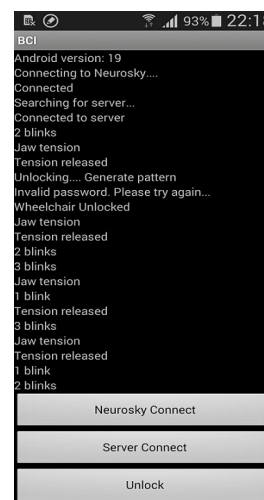 93% 22:1
BCI
Android version: 19
Connecting to Neurosky....
Connected
Searching for server...
Connected to server
2 blinks
Jaw tension
Tension released
Unlocking.... Generate pattern
Invalid password. Please try again...
Wheelchair Unlocked
Jaw tension
Tension released
2 blinks
3 blinks
Jaw tension
1 blink
Tension released
3 blinks
Jaw tension
Tension released
1 blink
2 blinks
Neurosky Connect
Server Connect
Unlock